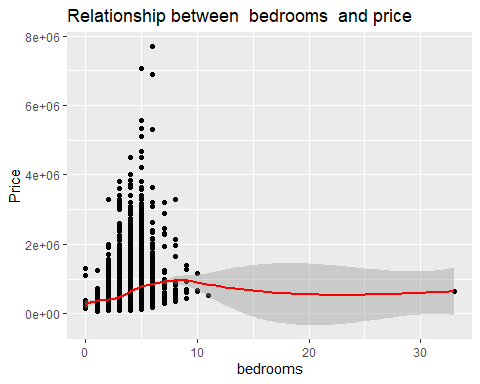 Relationship between  bedrooms  and price
8e+06
6e+06
4e+06
2e+06
0e+00
Price
0
10
20
30
bedrooms